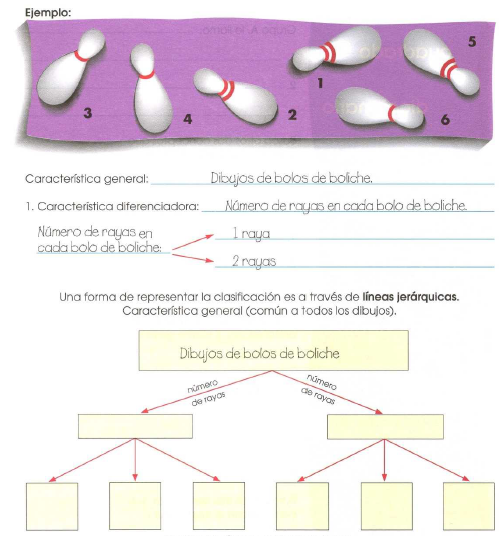 Ejemplo:
5
1
3
4
2
6
Característica general: Dibujos de bolos de boliche.
1. Característica diferenciadora: Número de rayas en cada bolo de boliche.
Número de rayas en
cada bolo de boliche:
1 raya
2 rayas
Una forma de representar la clasificación es a través de líneas jerárquicas.
Característica general (común a todos los dibujos).
Dibujos de bolos de boliche
número
de rayas
número
de rayas